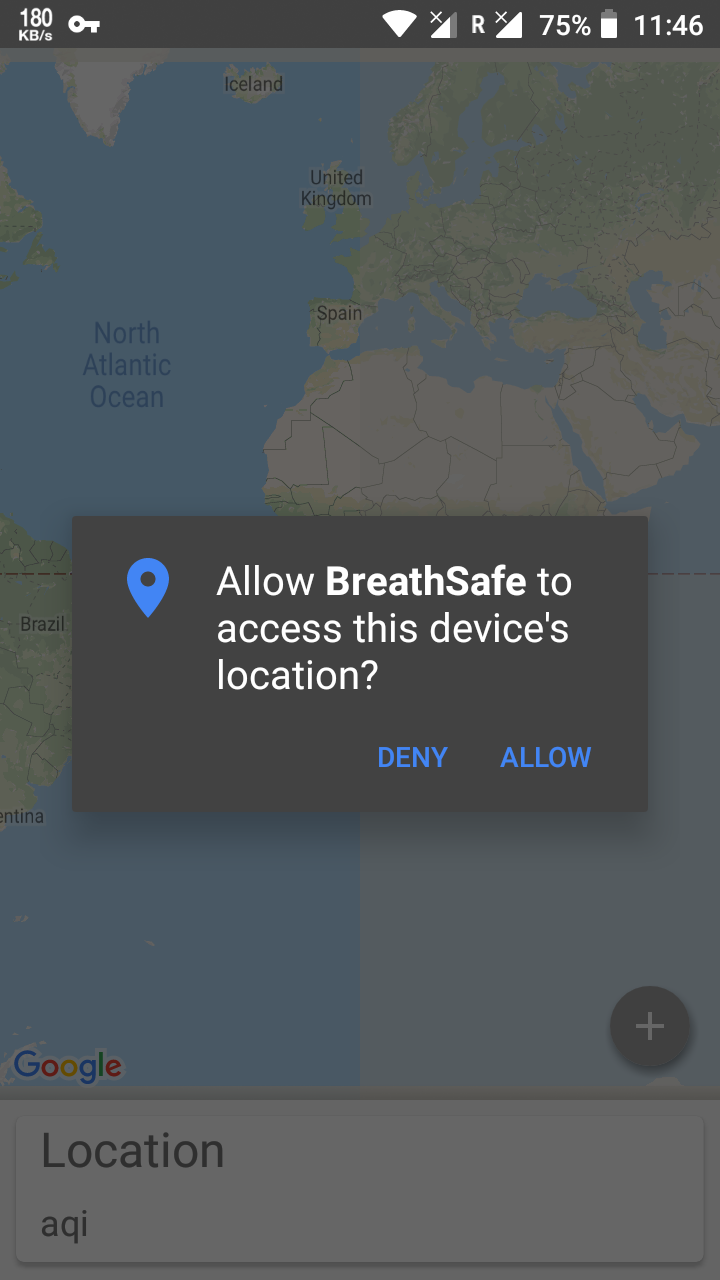 180
KB/s
R
75%
11:46
Iceland
United
Kingdom
Spain
North
Atlantic
Ocean
Allow BreathSafe to
access this device's
location?
Brazil
DENY
ALLOW
entina
Google
Location
aqi